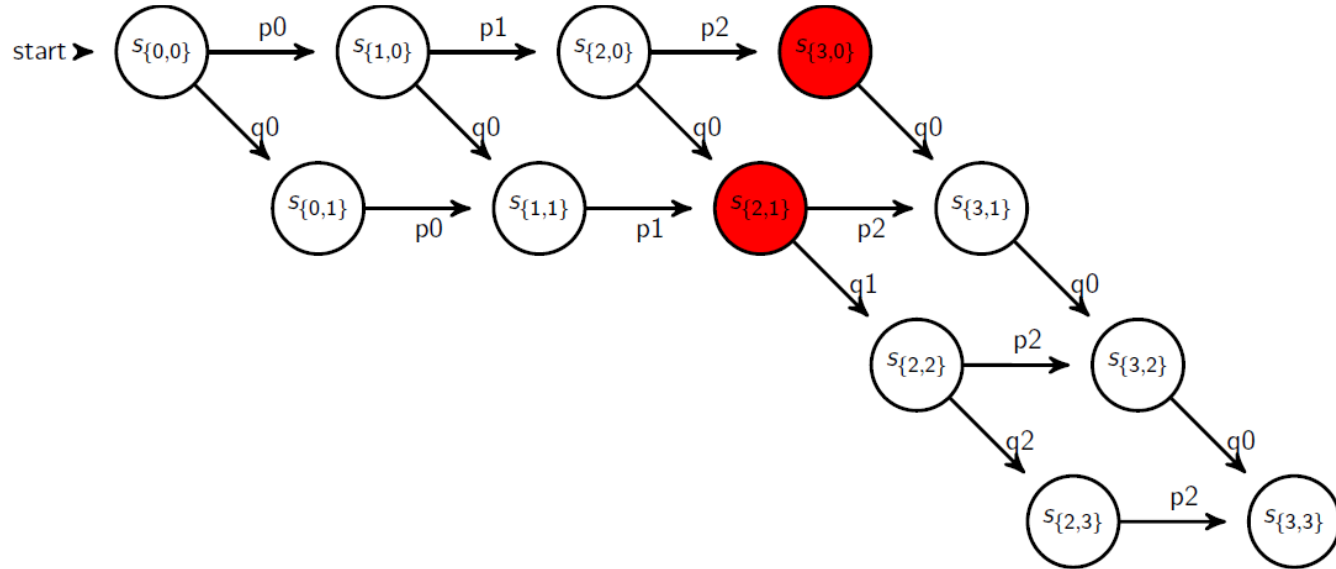 p0 p1 p2
start s{0,0} s{1,0} s{2,0} s{3,0}
q0 q0 q0 q0
s{0,1} s{1,1} s{2,1} s{3,1}
p0 p1 p2
q1 q0
p2
s{2,2} s{3,2}
q2 q0
p2
s{2,3} s{3,3}